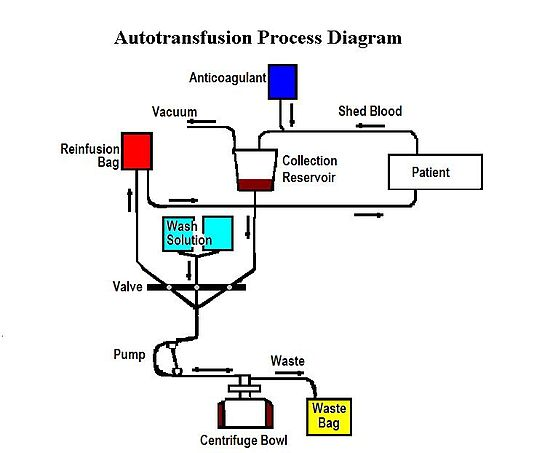 Autotransfusion Process Diagram
Anticoagulant
Vacuum
Shed Blood
Reinfusion
Bag
Collection
Reservoir
Patient
Wash
Solution
Valve
Pump
Waste
Waste
Bag
Centrifuge Bowl